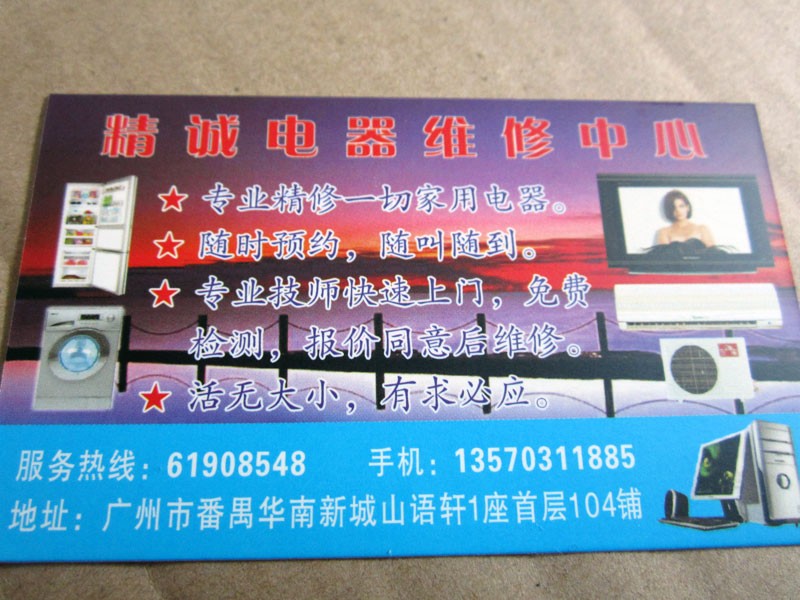 精诚电器维修中心
★ 专业精修一切家用电器。
★ 随时预约，随叫随到。
★ 专业技师快速上门，免费
检测，报价同意后维修。
★ 活无大小，有求必应。
服务热线：61908548 手机：13570311885
地址：广州市番禺华南新城山语轩1座首层104铺